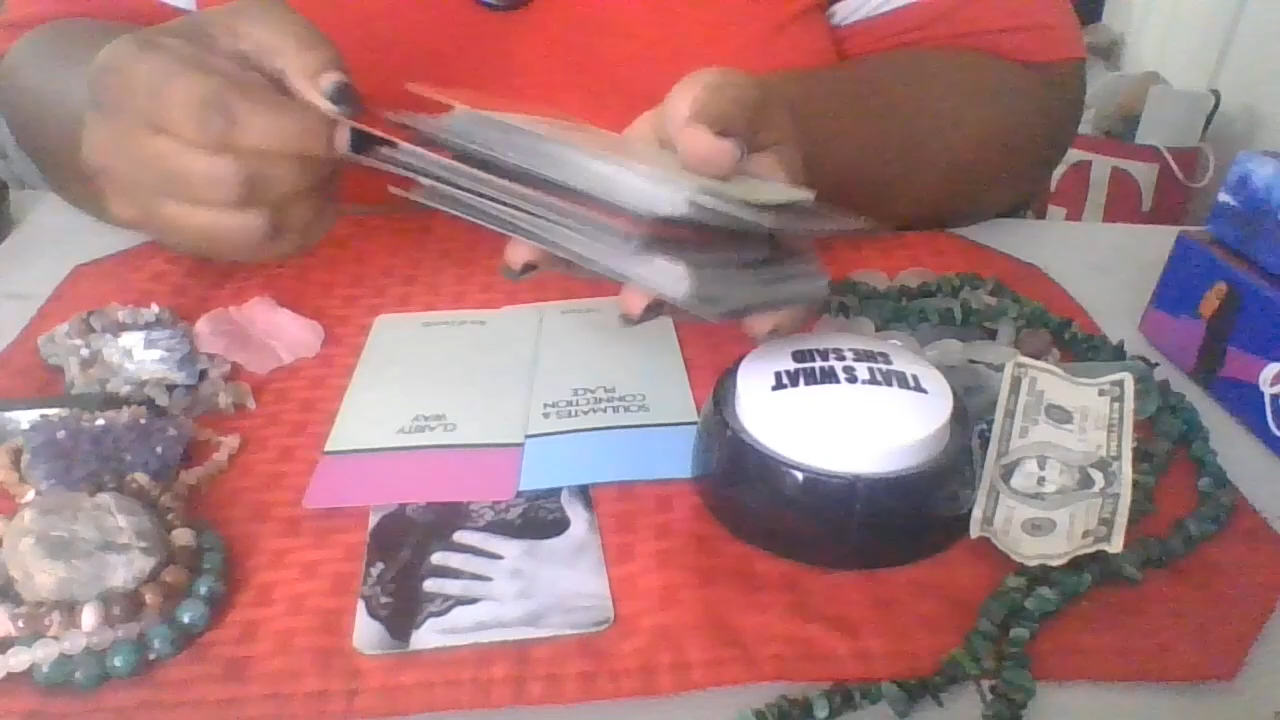 CLARITY
WAY
SOULMATES &
CONNECTION
PLACE
THAT'S WHAT
SHE SAID
T